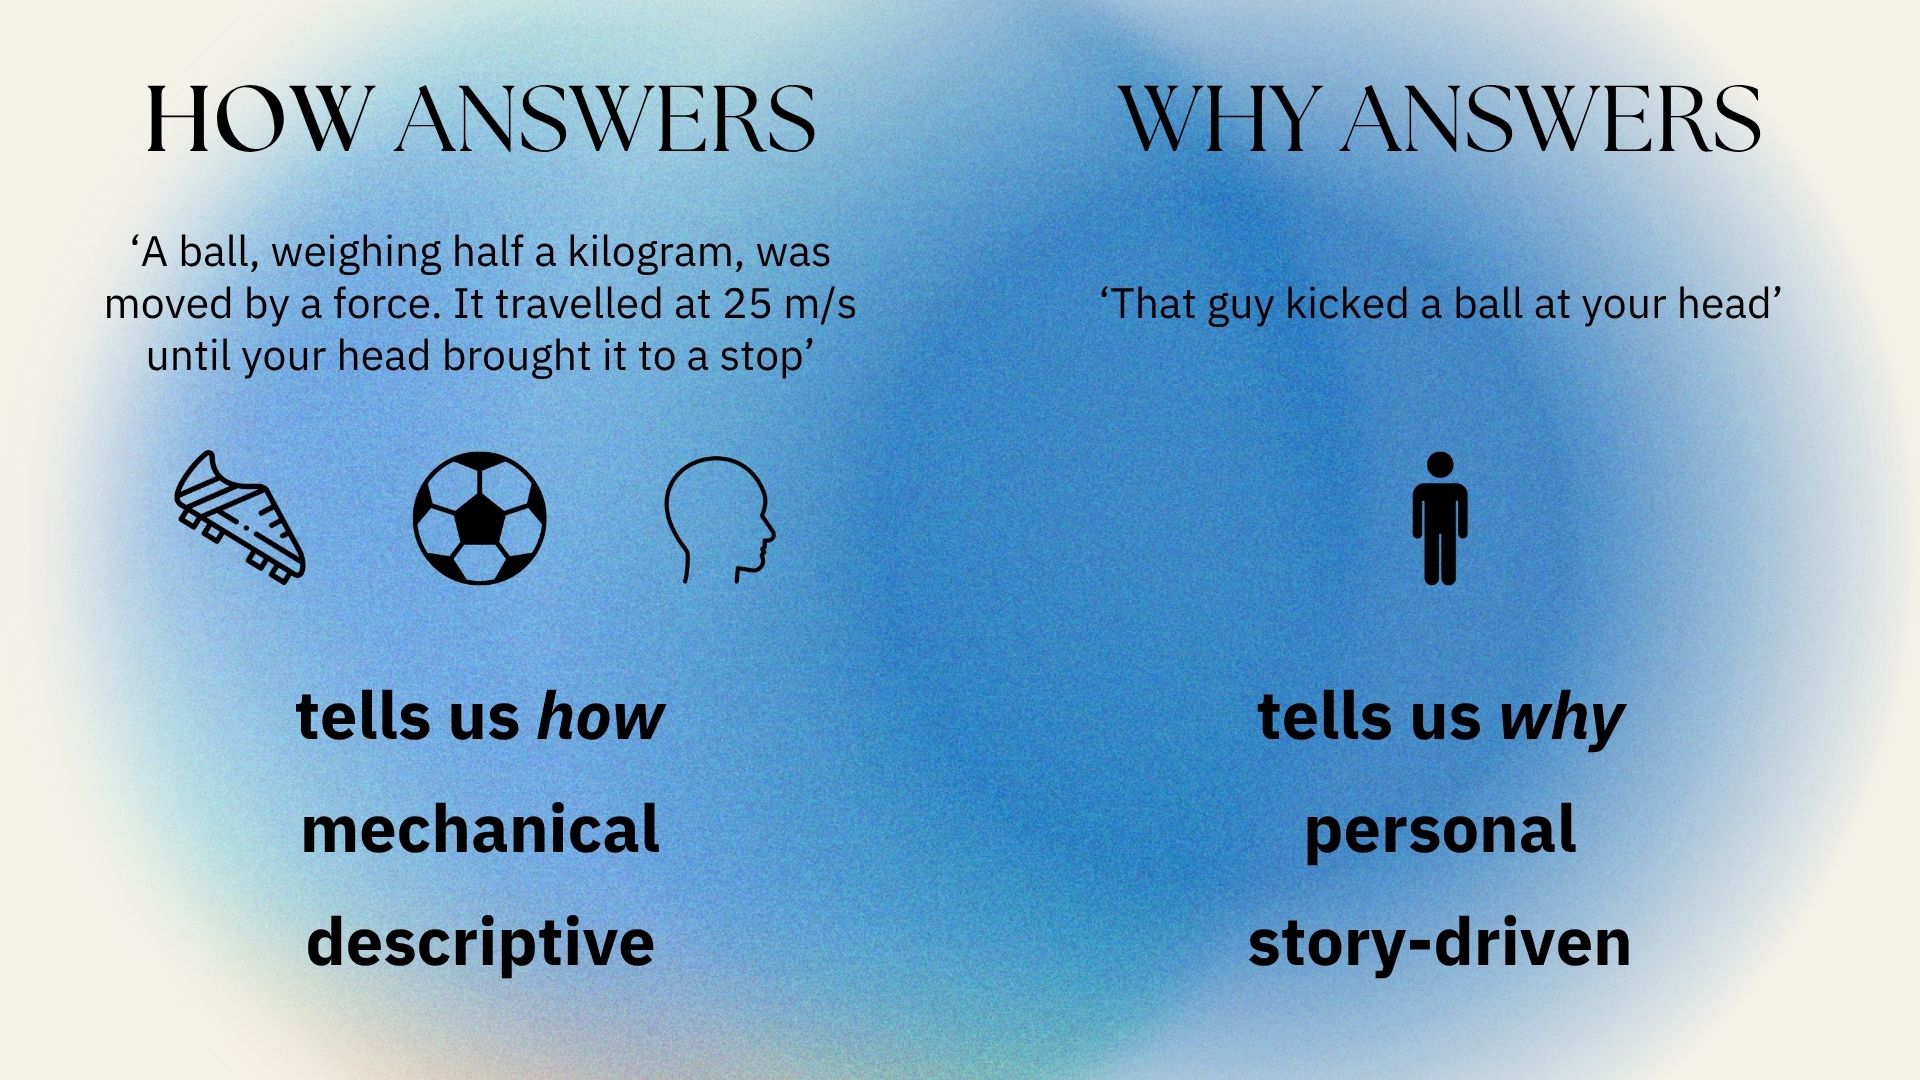 HOW ANSWERS
‘A ball, weighing half a kilogram, was
moved by a force. It travelled at 25 m/s
until your head brought it to a stop’
tells us how
mechanical
descriptive
WHY ANSWERS
‘That guy kicked a ball at your head’
tells us why
personal
story-driven